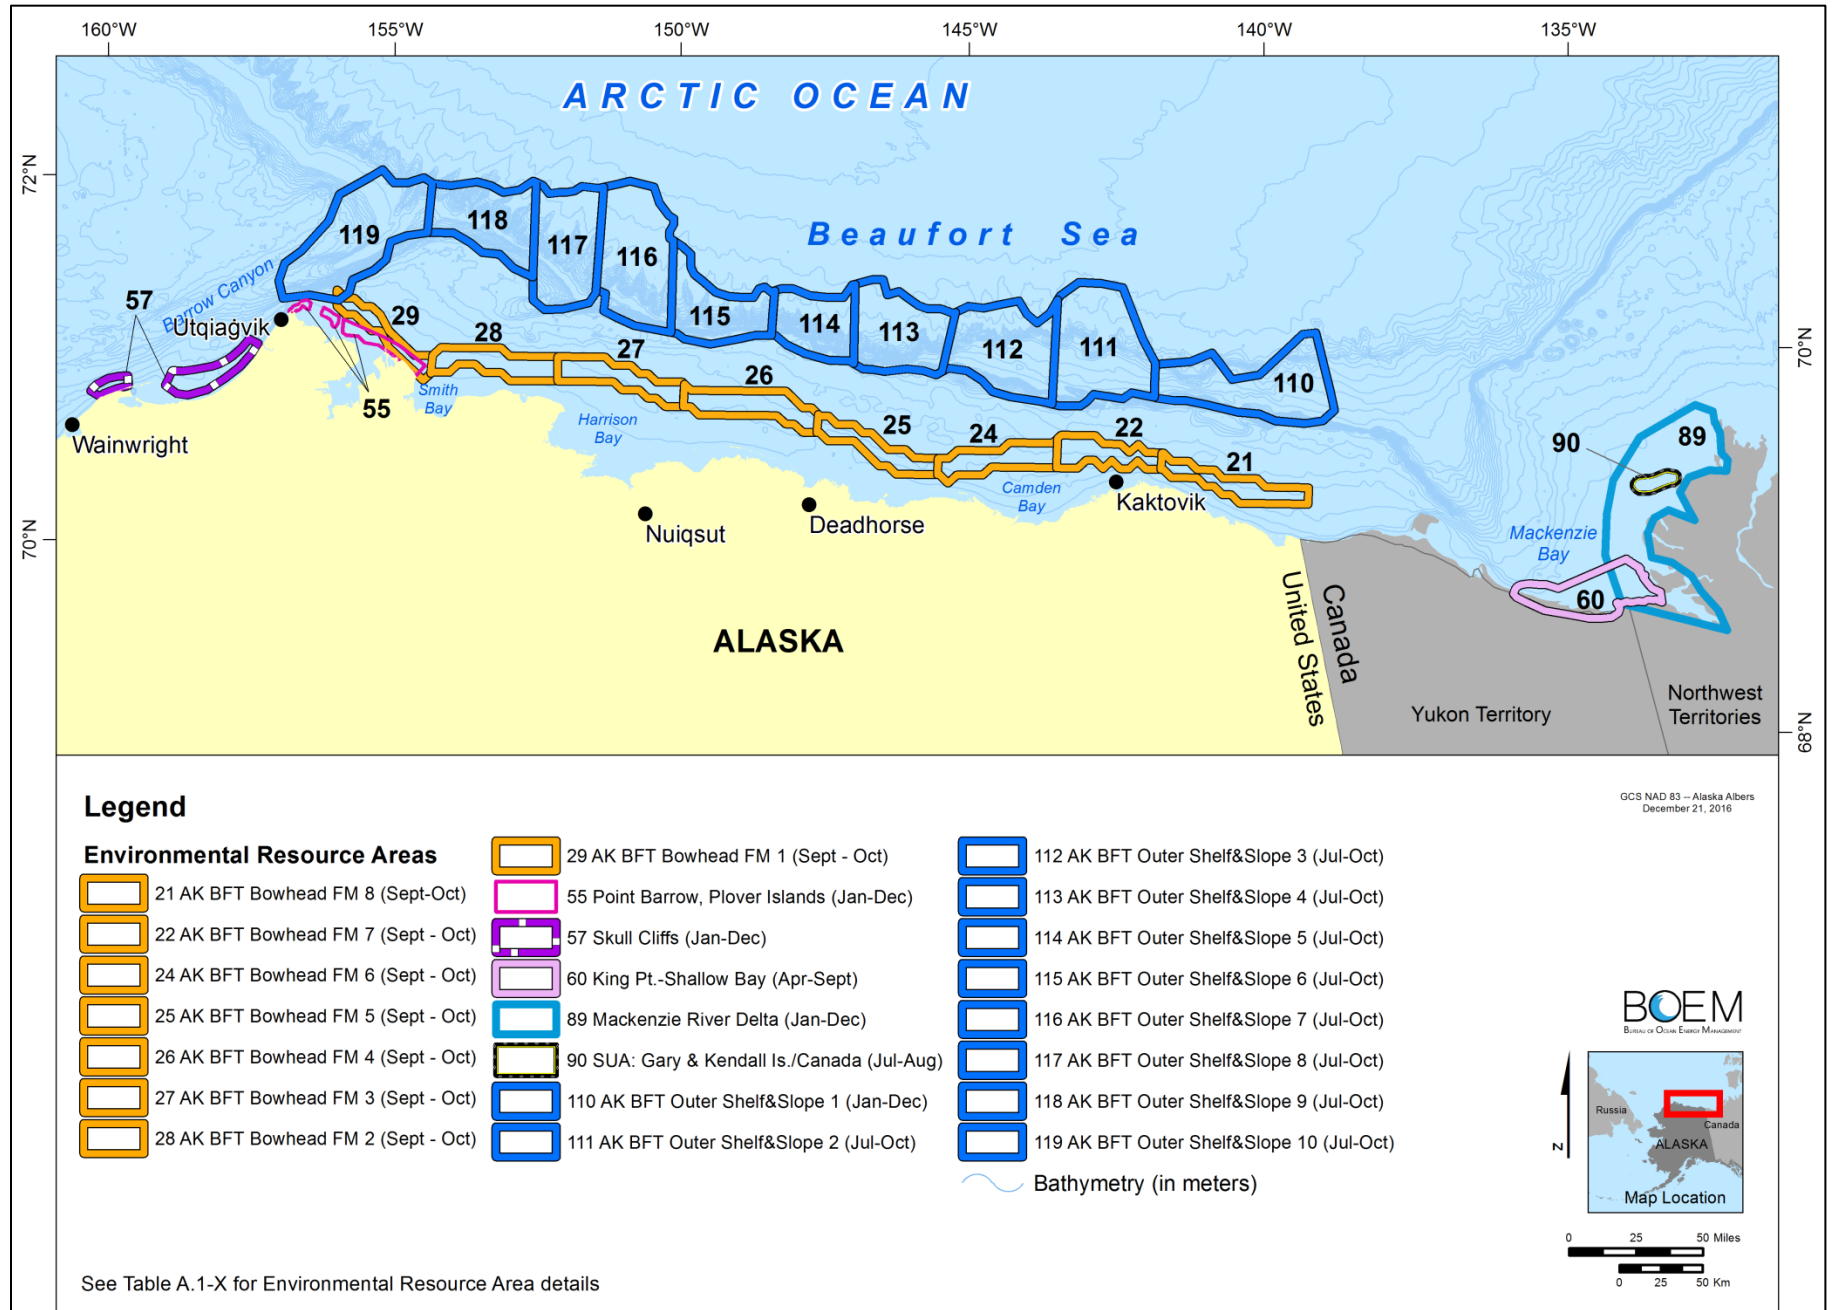 160°W
155°W
150°W
145°W
140°W
135°W
72°N
70°N
70°N
68°N
ARCTIC OCEAN
Beaufort Sea
Barrow Canyon
119
118
117
116
115
114
113
112
111
110
57
29
28
27
26
25
24
22
21
55
90
89
60
Utqiaġvik
Wainwright
Smith
Bay
Harrison
Bay
Camden
Bay
Mackenzie
Bay
Nuiqsut
Deadhorse
Kaktovik
ALASKA
United States
Canada
Yukon Territory
Northwest
Territories
Legend
GCS NAD 83 -- Alaska Albers
December 21, 2016
Environmental Resource Areas
21 AK BFT Bowhead FM 8 (Sept-Oct)
22 AK BFT Bowhead FM 7 (Sept - Oct)
24 AK BFT Bowhead FM 6 (Sept - Oct)
25 AK BFT Bowhead FM 5 (Sept - Oct)
26 AK BFT Bowhead FM 4 (Sept - Oct)
27 AK BFT Bowhead FM 3 (Sept - Oct)
28 AK BFT Bowhead FM 2 (Sept - Oct)
29 AK BFT Bowhead FM 1 (Sept - Oct)
55 Point Barrow, Plover Islands (Jan-Dec)
57 Skull Cliffs (Jan-Dec)
60 King Pt.-Shallow Bay (Apr-Sept)
89 Mackenzie River Delta (Jan-Dec)
90 SUA: Gary & Kendall Is./Canada (Jul-Aug)
110 AK BFT Outer Shelf&Slope 1 (Jan-Dec)
111 AK BFT Outer Shelf&Slope 2 (Jul-Oct)
112 AK BFT Outer Shelf&Slope 3 (Jul-Oct)
113 AK BFT Outer Shelf&Slope 4 (Jul-Oct)
114 AK BFT Outer Shelf&Slope 5 (Jul-Oct)
115 AK BFT Outer Shelf&Slope 6 (Jul-Oct)
116 AK BFT Outer Shelf&Slope 7 (Jul-Oct)
117 AK BFT Outer Shelf&Slope 8 (Jul-Oct)
118 AK BFT Outer Shelf&Slope 9 (Jul-Oct)
119 AK BFT Outer Shelf&Slope 10 (Jul-Oct)
Bathymetry (in meters)
BOEM
Bureau of Ocean Energy Management
N
Russia
Canada
ALASKA
Map Location
0 25 50 Miles
0 25 50 Km
See Table A.1-X for Environmental Resource Area details